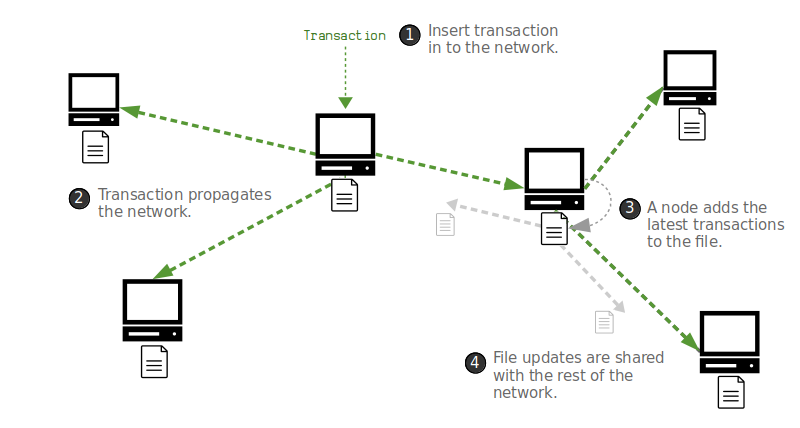 Transaction
1 Insert transaction
in to the network.
2 Transaction propagates
the network.
3 A node adds the
latest transactions
to the file.
4 File updates are shared
with the rest of the
network.